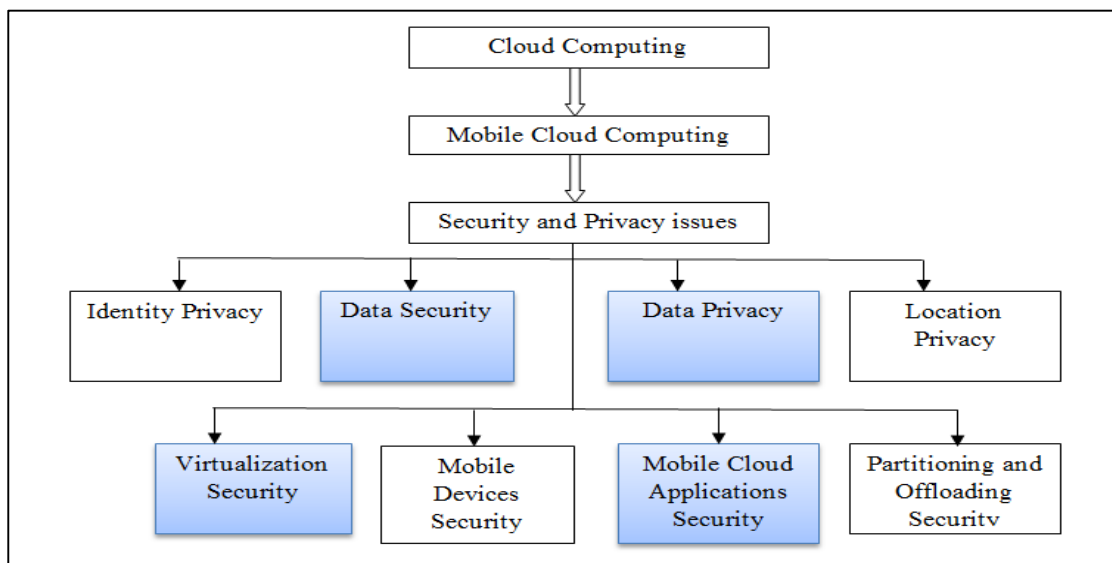 Cloud Computing
Mobile Cloud Computing
Security and Privacy issues
Identity Privacy
Data Security
Data Privacy
Location
Privacy
Virtualization
Security
Mobile
Devices
Security
Mobile Cloud
Applications
Security
Partitioning and
Offloading
Security